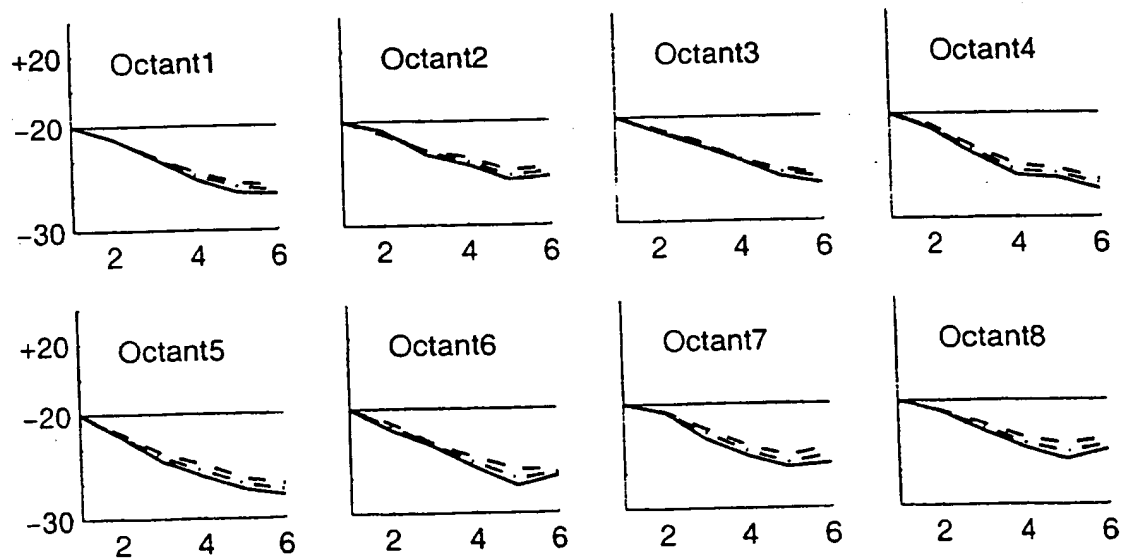 +20 Octant1 Octant2 Octant3 Octant4
−20
−30
2 4 6 2 4 6 2 4 6 2 4 6
+20 Octant5 Octant6 Octant7 Octant8
−20
−30
2 4 6 2 4 6 2 4 6 2 4 6